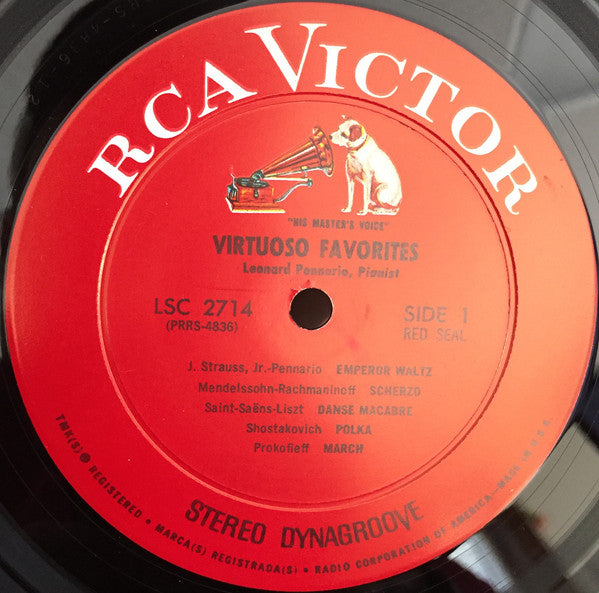 RCA VICTOR
"HIS MASTER'S VOICE"
VIRTUOSO FAVORITES
Leonard Pennario, Pianist
LSC 2714
(PRRS-4836)
SIDE 1
RED SEAL
J. Strauss, Jr.-Pennario EMPEROR WALTZ
Mendelssohn-Rachmaninoff SCHERZO
Saint-Saëns-Liszt DANSE MACABRE
Shostakovich POLKA
Prokofieff MARCH
STEREO DYNAGROOVE
TMK(S) ® REGISTERED • MARCA(S) REGISTRADA(S) • RADIO CORPORATION OF AMERICA—MADE IN U.S.A.